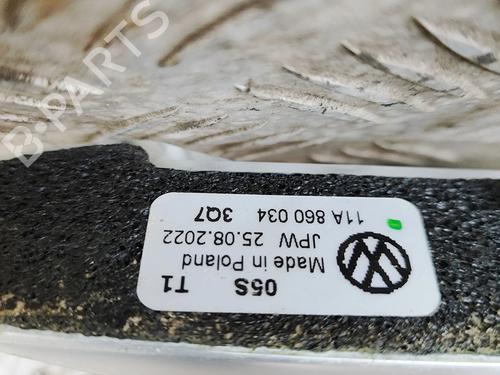 T1
05S
Made in Poland
JPW 25.08.2022
11A 860 034 3Q7
B-PARTS